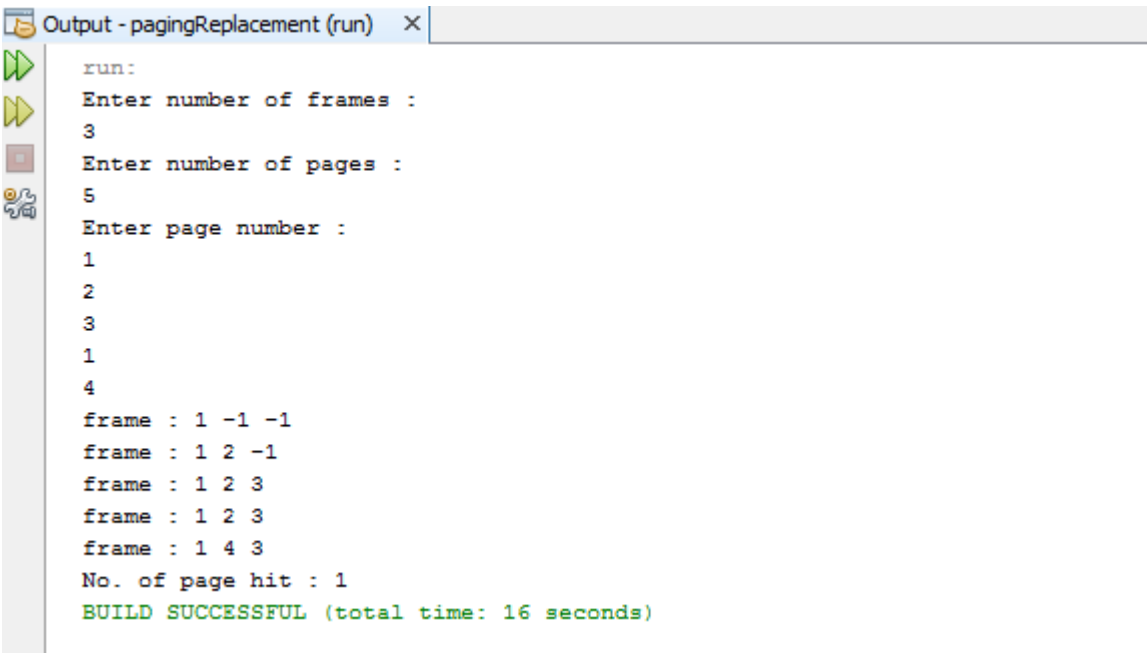 Output - pagingReplacement (run) ×
run:
Enter number of frames :
3
Enter number of pages :
5
Enter page number :
1
2
3
1
4
frame : 1 -1 -1
frame : 1 2 -1
frame : 1 2 3
frame : 1 2 3
frame : 1 4 3
No. of page hit : 1
BUILD SUCCESSFUL (total time: 16 seconds)